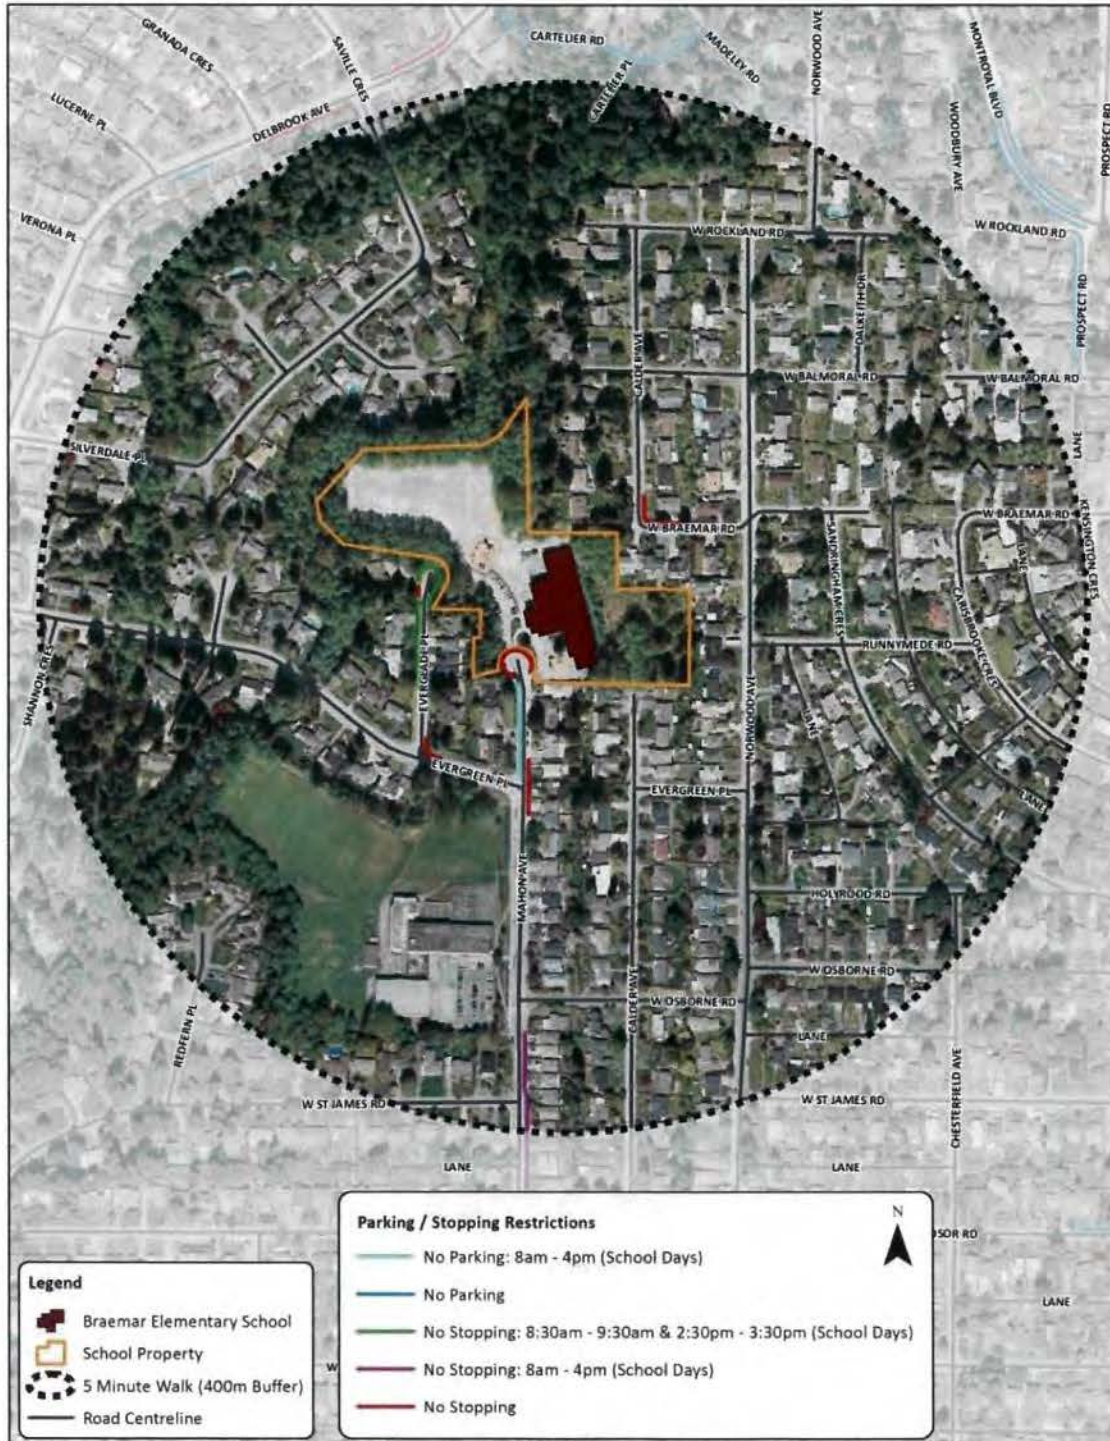 GRANADA CRES
SAVILLE CRES
CARTELIER RD
MADELEY RD
NORWOOD AVE
MONTROYAL BLVD
PROSPECT RD
LUCERNE PL
DELBROOK AVE
CARTELIER PL
WOODBURY AVE
VERONA PL
W ROCKLAND RD
W ROCKLAND RD
CALDER AVE
DALKEITH DR
PROSPECT RD
W BALMORAL RD
W BALMORAL RD
SILVERDALE PL
LANE
W BRAEMAR RD
W BRAEMAR RD
SANDRINGHAM CRES
LANE
KENSINGTON CRES
CARISBROOKE CRES
SHANNON CRES
EVERGLADE PL
RUNNYMEDE RD
NORWOOD AVE
LANE
EVERGREEN PL
EVERGREEN PL
LANE
MAHON AVE
HOLYROOD RD
W OSBORNE RD
W OSBORNE RD
CALDER AVE
REDFERN PL
LANE
CHESTERFIELD AVE
W ST JAMES RD
W ST JAMES RD
LANE
LANE
Parking / Stopping Restrictions
N
No Parking: 8am - 4pm (School Days)
No Parking
No Stopping: 8:30am - 9:30am & 2:30pm - 3:30pm (School Days)
No Stopping: 8am - 4pm (School Days)
No Stopping
SOR RD
LANE
Legend
Braemar Elementary School
School Property
5 Minute Walk (400m Buffer)
Road Centreline
W